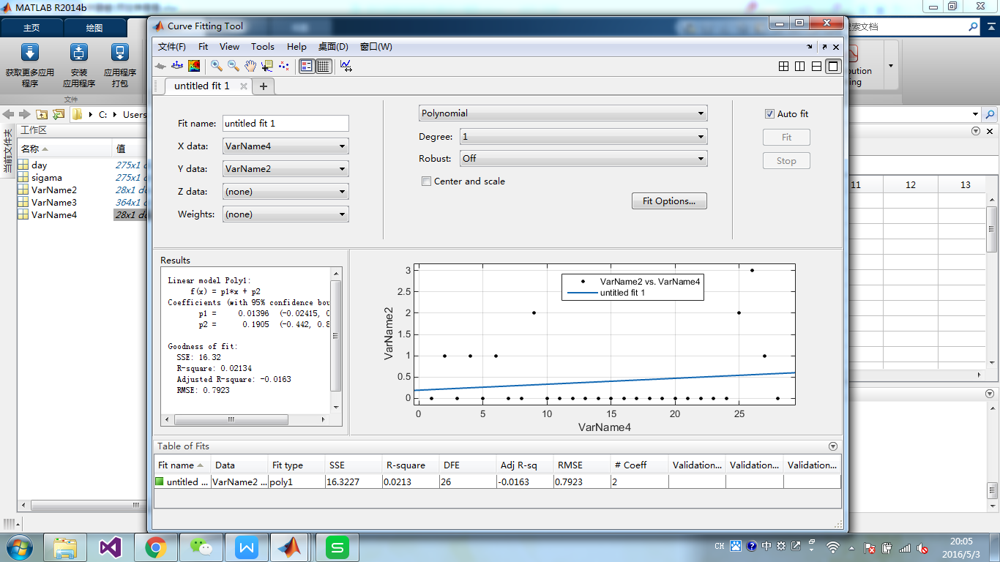 MATLAB R2014b
主页
绘图
搜索文档
获取更多应用程序
安装应用程序
应用程序打包
文件
C:
Users
当前文件夹
工作区
名称
值
day
275x1 d
sigama
275x1 d
VarName2
28x1 do
VarName3
364x1 d
VarName4
28x1 do
Curve Fitting Tool
文件(F) Fit View Tools Help 桌面(D) 窗口(W)
untitled fit 1
Fit name: untitled fit 1
X data: VarName4
Y data: VarName2
Z data: (none)
Weights: (none)
Polynomial
Degree: 1
Robust: Off
Center and scale
Fit Options...
Auto fit
Fit
Stop
11 12 13
Results
Linear model Poly1:
f(x) = p1*x + p2
Coefficients (with 95% confidence bou
p1 = 0.01396 (-0.02415, 0
p2 = 0.1905 (-0.442, 0.8
Goodness of fit:
SSE: 16.32
R-square: 0.02134
Adjusted R-square: -0.0163
RMSE: 0.7923
VarName2 vs. VarName4
untitled fit 1
VarName2
3
2.5
2
1.5
1
0.5
0
0 5 10 15 20 25
VarName4
Table of Fits
Fit name Data Fit type SSE R-square DFE Adj R-sq RMSE # Coeff Validation... Validation... Validation...
untitled ... VarName2 ... poly1 16.3227 0.0213 26 -0.0163 0.7923 2
CH 中
20:05
2016/5/3